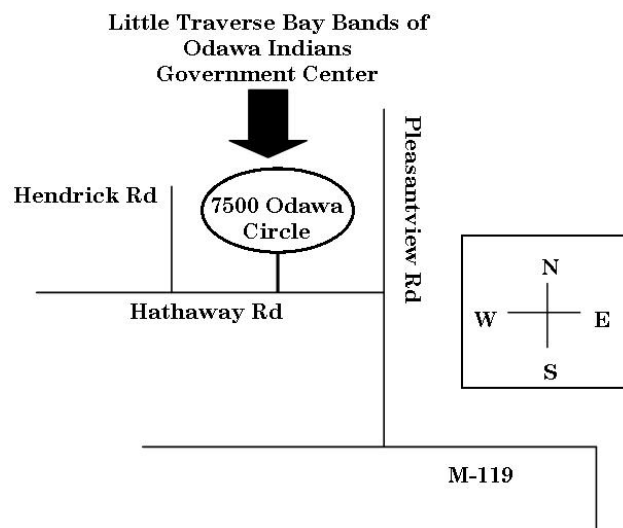 Little Traverse Bay Bands of
Odawa Indians
Government Center
Pleasantview Rd
Hendrick Rd
7500 Odawa
Circle
Hathaway Rd
N
W
E
S
M-119